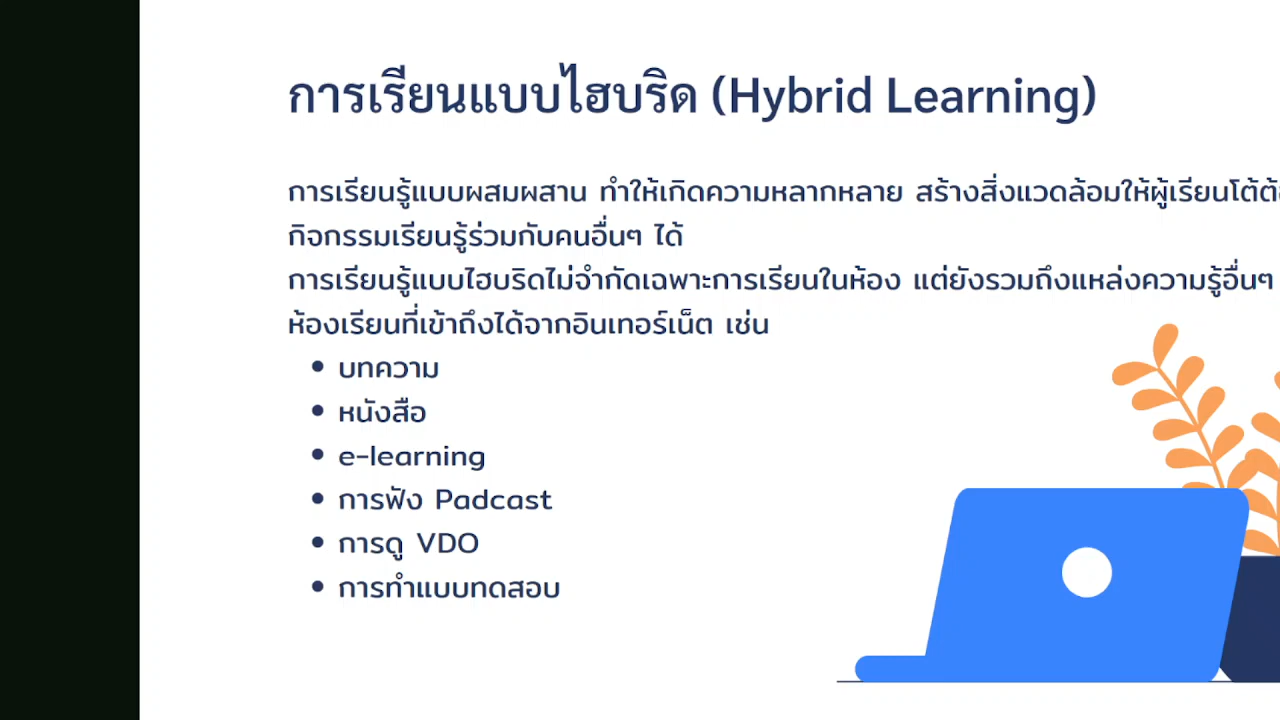 การเรียนแบบไฮบริด (Hybrid Learning)
การเรียนรู้แบบผสมผสาน ทำให้เกิดความหลากหลาย สร้างสิ่งแวดล้อมให้ผู้เรียนโต้
กิจกรรมเรียนรู้ร่วมกับคนอื่นๆ ได้
การเรียนรู้แบบไฮบริดไม่จำกัดเฉพาะการเรียนในห้อง แต่ยังรวมถึงแหล่งความรู้อื่นๆ
ห้องเรียนที่เข้าถึงได้จากอินเทอร์เน็ต เช่น
• บทความ
• หนังสือ
• e-learning
• การฟัง Padcast
• การดู VDO
• การทำแบบทดสอบ